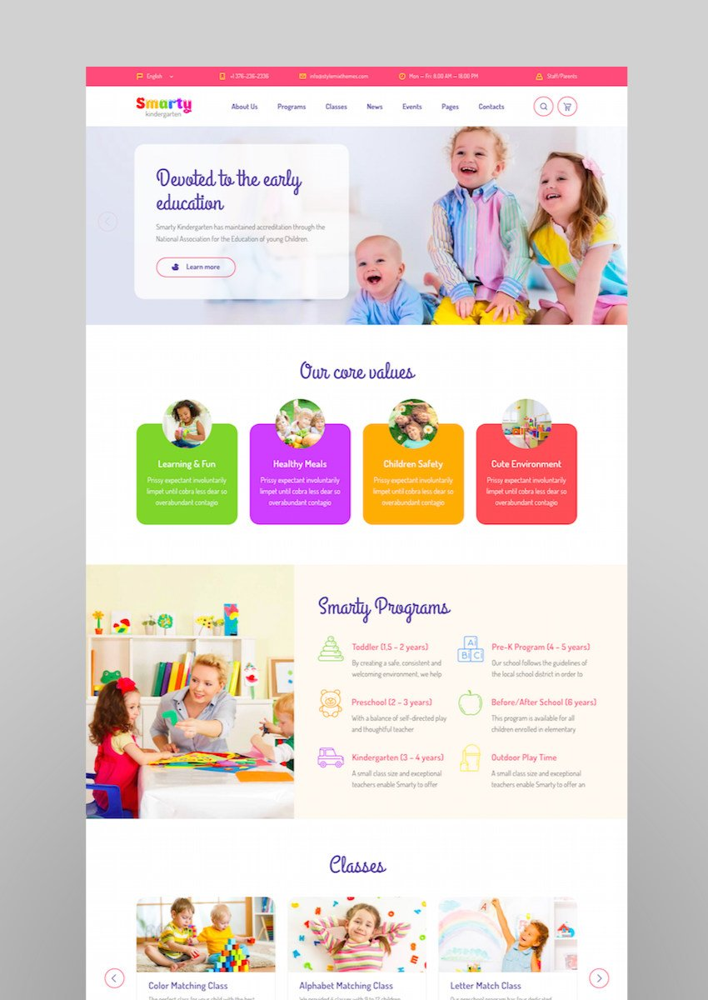 English
+1 376-236-2336
info@stylemixthemes.com
Mon – Fri: 8.00 AM – 18.00 PM
Staff/Parents
Smarty
kindergarten
About Us
Programs
Classes
News
Events
Pages
Contacts
Devoted to the early
education
Smarty Kindergarten has maintained accreditation through the
National Association for the Education of young Children.
Learn more
Our core values
Learning & Fun
Prissy expectant involuntarily
limpet until cobra less dear so
overabundant contagio
Healthy Meals
Prissy expectant involuntarily
limpet until cobra less dear so
overabundant contagio
Children Safety
Prissy expectant involuntarily
limpet until cobra less dear so
overabundant contagio
Cute Environment
Prissy expectant involuntarily
limpet until cobra less dear so
overabundant contagio
Smarty Programs
Toddler (1,5 – 2 years)
By creating a safe, consistent and
welcoming environment, we help
Pre-K Program (4 – 5 years)
Our school follows the guidelines of
the local school district in order to
Preschool (2 – 3 years)
With a balance of self-directed play
and thoughtful teacher
Before/After School (6 years)
This program is available for all
children enrolled in elementary
Kindergarten (3 – 4 years)
A small class size and exceptional
teachers enable Smarty to offer
Outdoor Play Time
A small class size and exceptional
teachers enable Smarty to offer an
Classes
Color Matching Class
The perfect class for your child with the best
Alphabet Matching Class
We provided 4 classes with 9 to 12 children
Letter Match Class
Our preschool program has four dedicated